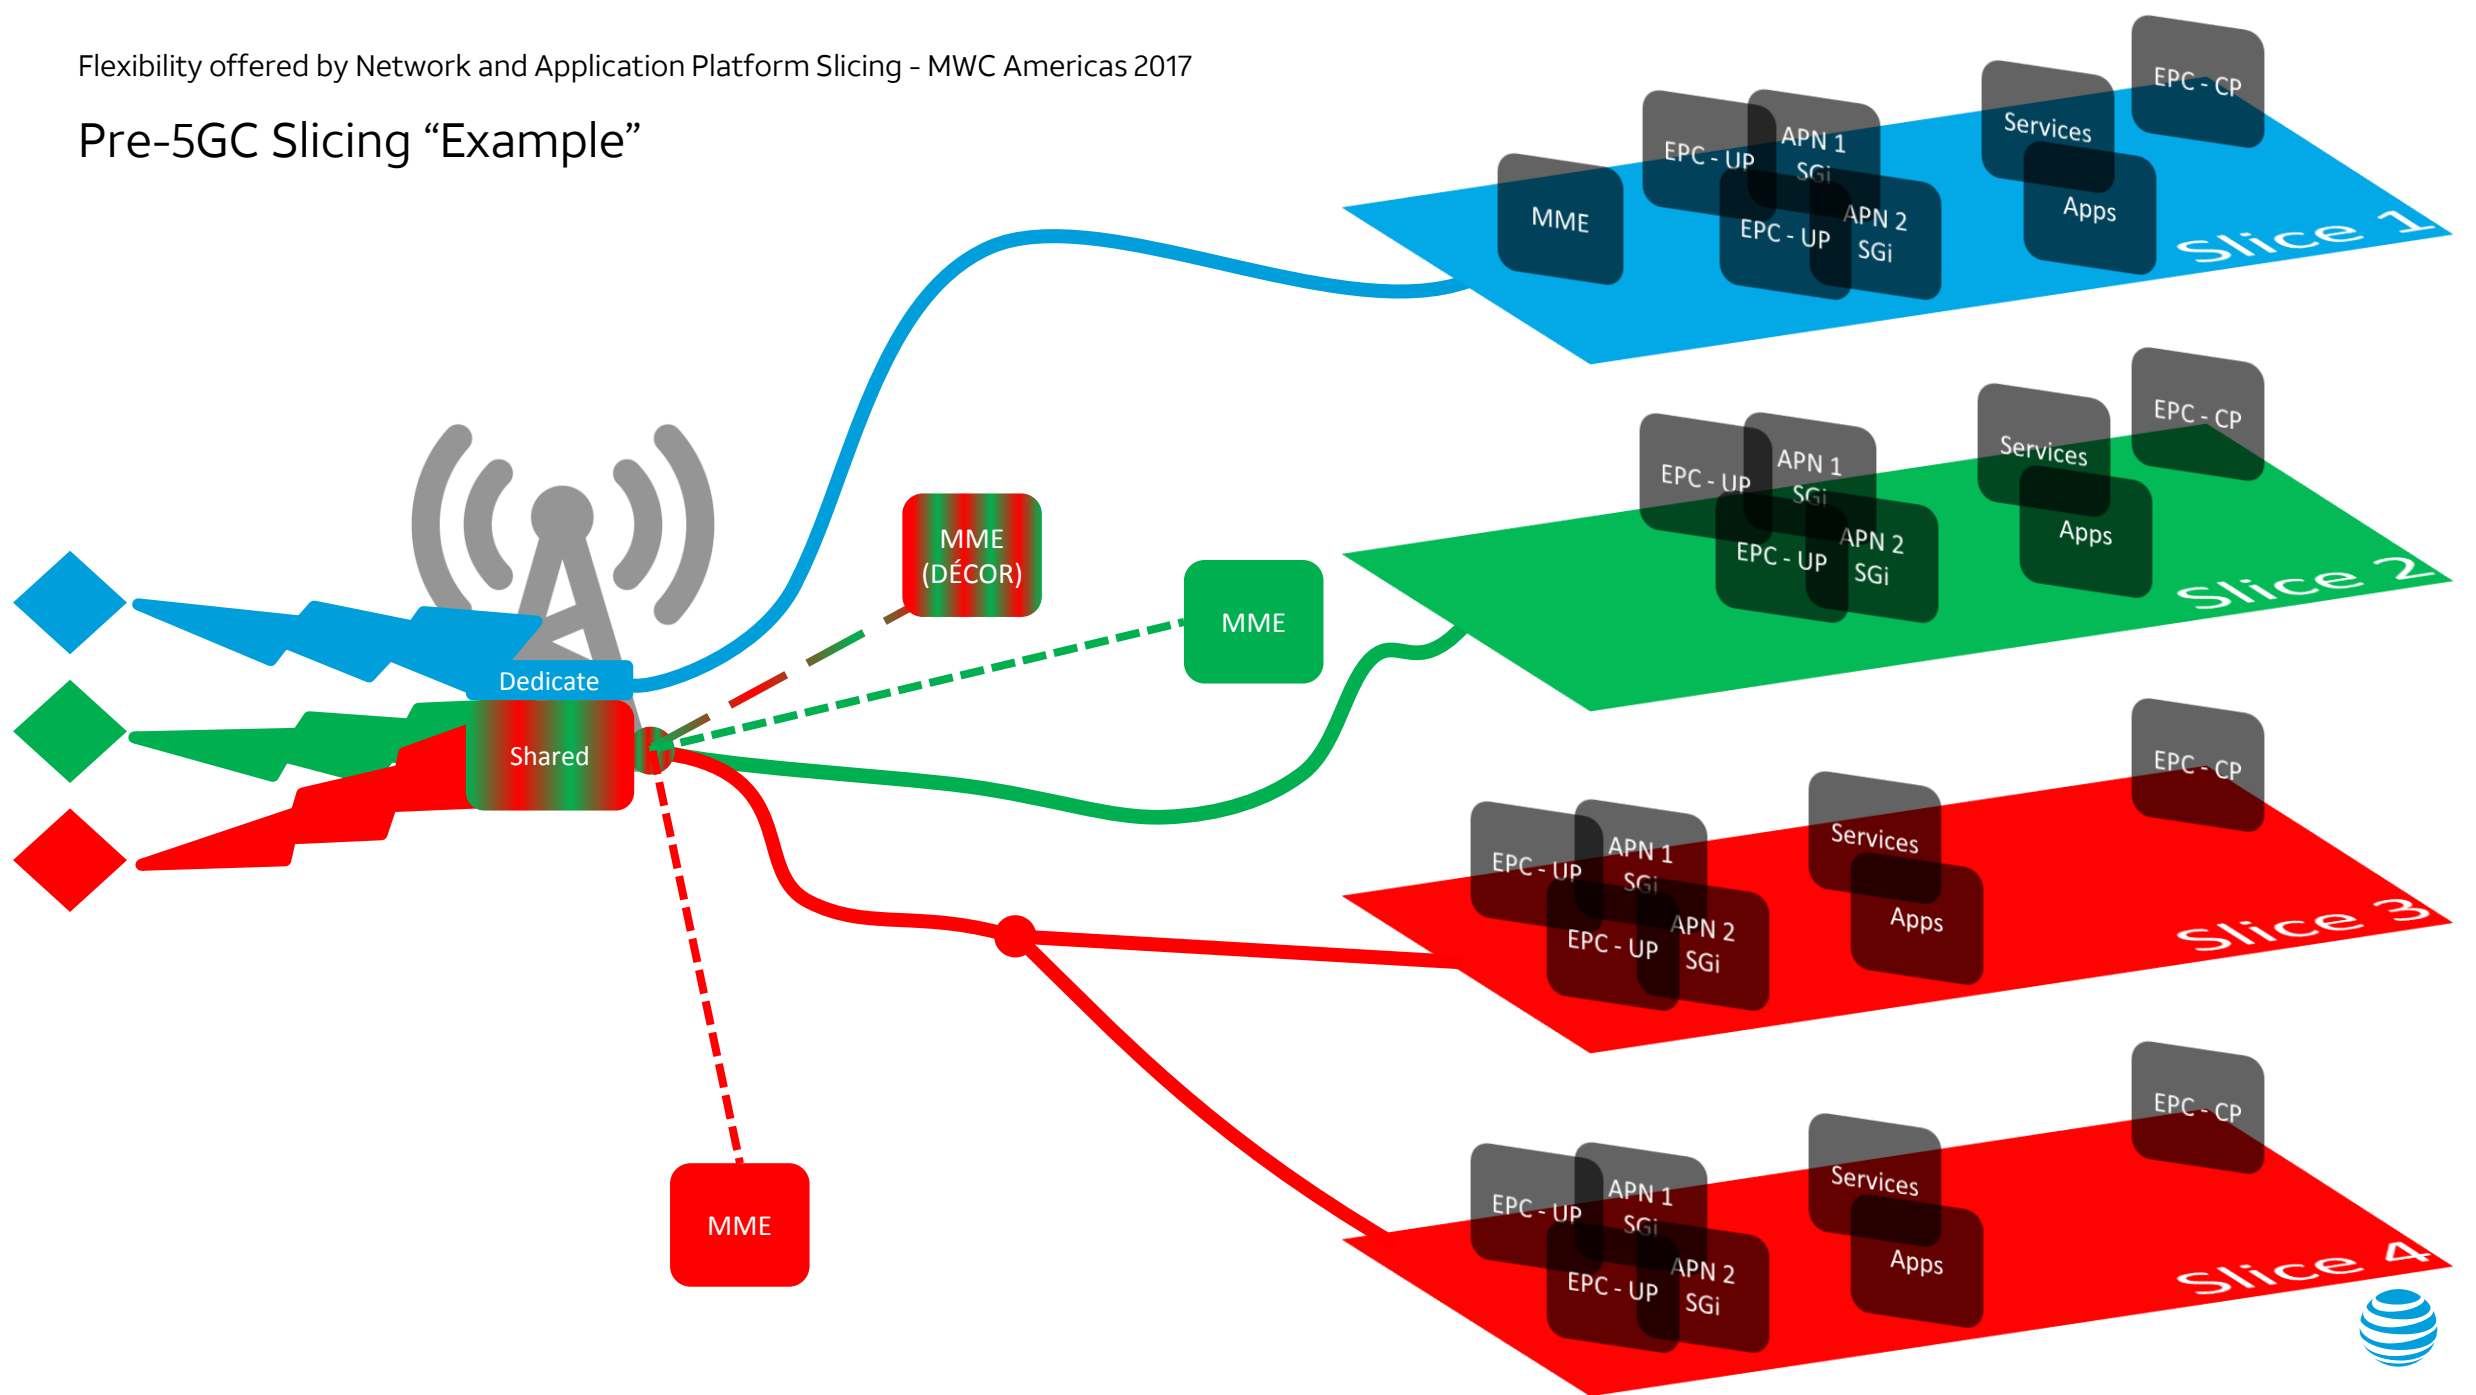 Flexibility offered by Network and Application Platform Slicing - MWC Americas 2017
Pre-5GC Slicing “Example”
EPC - CP
Services
APN 1
SGi
EPC - UP
MME
APN 2
SGi
EPC - UP
Apps
Slice 1
EPC - CP
Services
APN 1
SGi
EPC - UP
APN 2
SGi
EPC - UP
Apps
Slice 2
MME
(DÉCOR)
MME
Dedicate
Shared
EPC - CP
Services
APN 1
SGi
EPC - UP
APN 2
SGi
EPC - UP
Apps
Slice 3
EPC - CP
Services
APN 1
SGi
EPC - UP
APN 2
SGi
EPC - UP
Apps
Slice 4
MME